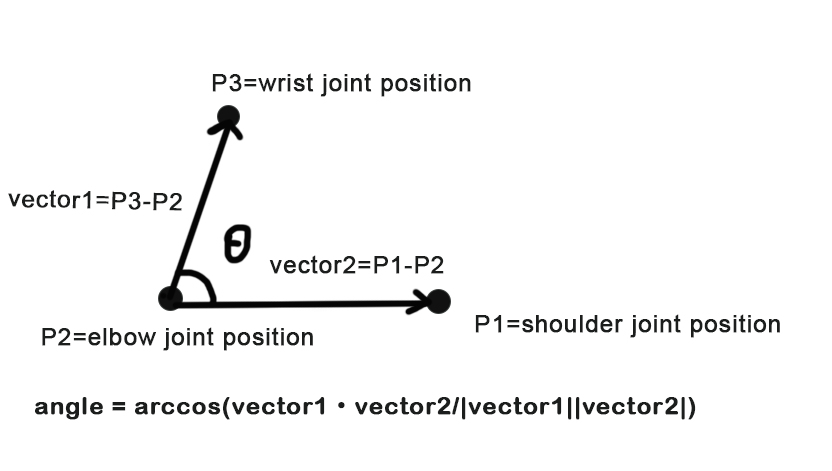 P3=wrist joint position
vector1=P3-P2
θ
vector2=P1-P2
P1=shoulder joint position
P2=elbow joint position
angle = arccos(vector1・vector2/|vector1||vector2|)